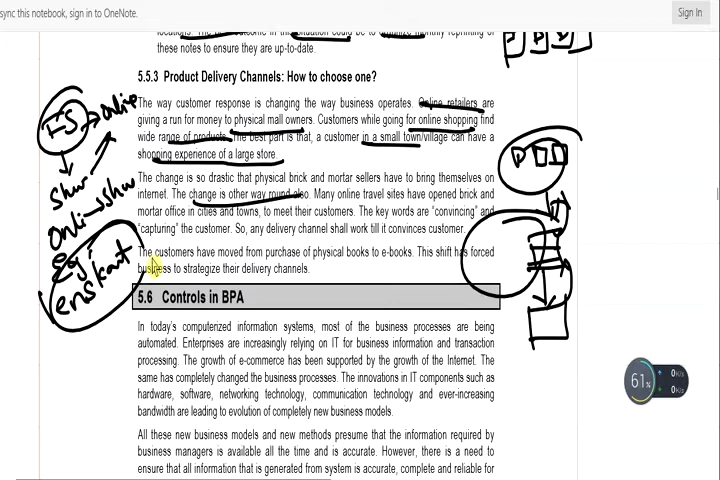 sync this notebook, sign in to OneNote.
Sign In
these notes to ensure they are up-to-date.
5.5.3 Product Delivery Channels: How to choose one?
The way customer response is changing the way business operates. Online retailers are
giving a run for money to physical mall owners. Customers while going for online shopping find
wide range of products. The best part is that, a customer in a small town/village can have a
shopping experience of a large store.
The change is so drastic that physical brick and mortar sellers have to bring themselves on
internet. The change is other way round also. Many online travel sites have opened brick and
mortar office in cities and towns, to meet their customers. The key words are “convincing” and
“capturing” the customer. So, any delivery channel shall work till it convinces customer.
The customers have moved from purchase of physical books to e-books. This shift has forced
business to strategize their delivery channels.
online
Eg:
5.6 Controls in BPA
In today’s computerized information systems, most of the business processes are being
automated. Enterprises are increasingly relying on IT for business information and transaction
processing. The growth of e-commerce has been supported by the growth of the Internet. The
same has completely changed the business processes. The innovations in IT components such as
hardware, software, networking technology, communication technology and ever-increasing
bandwidth are leading to evolution of completely new business models.
All these new business models and new methods presume that the information required by
business managers is available all the time and is accurate. However, there is a need to
ensure that all information that is generated from system is accurate, complete and reliable for
61%
0K/s
0K/s